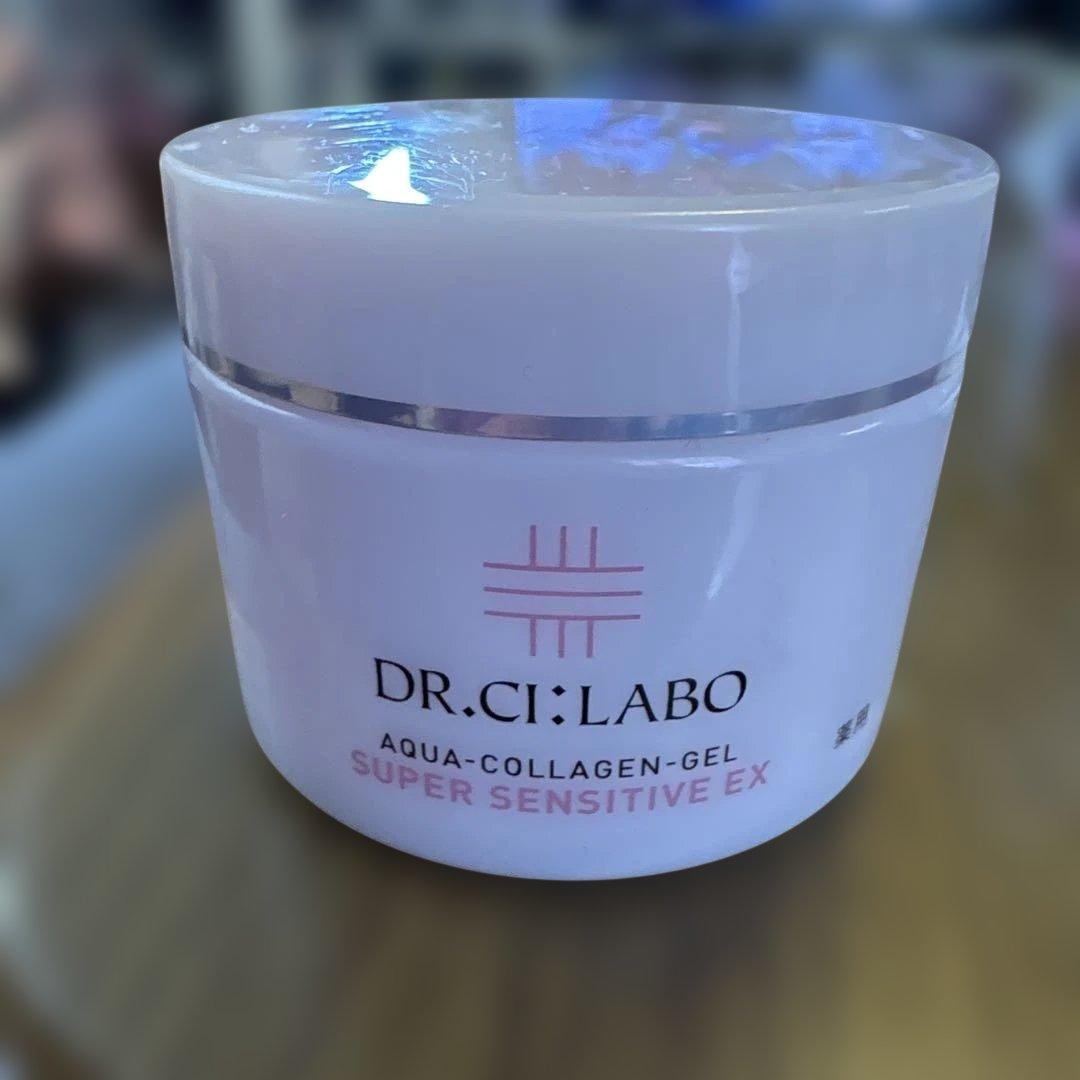 DR.CI:LABO
AQUA-COLLAGEN-GEL
SUPER SENSITIVE EX
薬用